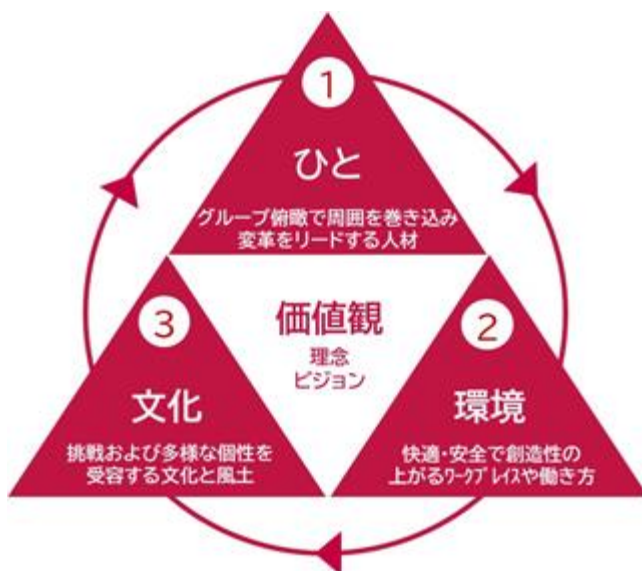 1
ひと
グループ俯瞰で周囲を巻き込み
変革をリードする人材
価値観
理念
ビジョン
2
環境
快適・安全で創造性の
上がるワークプレイスや働き方
3
文化
挑戦および多様な個性を
受容する文化と風土